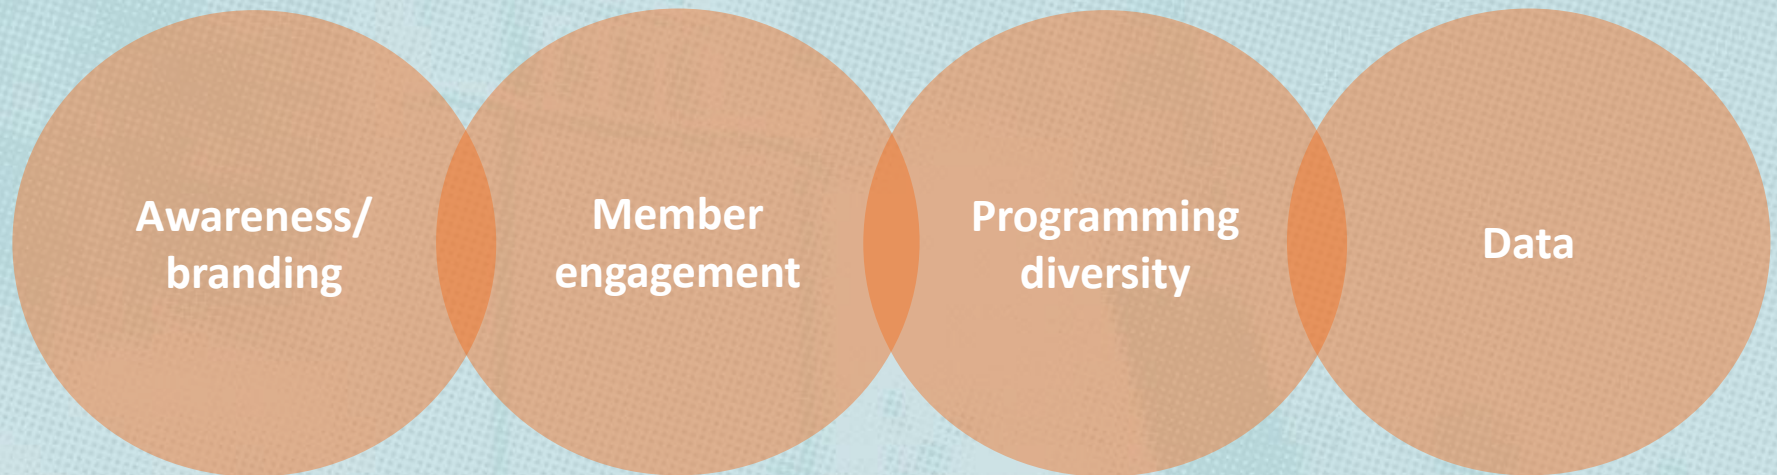 Awareness/
branding
Member
engagement
Programming
diversity
Data